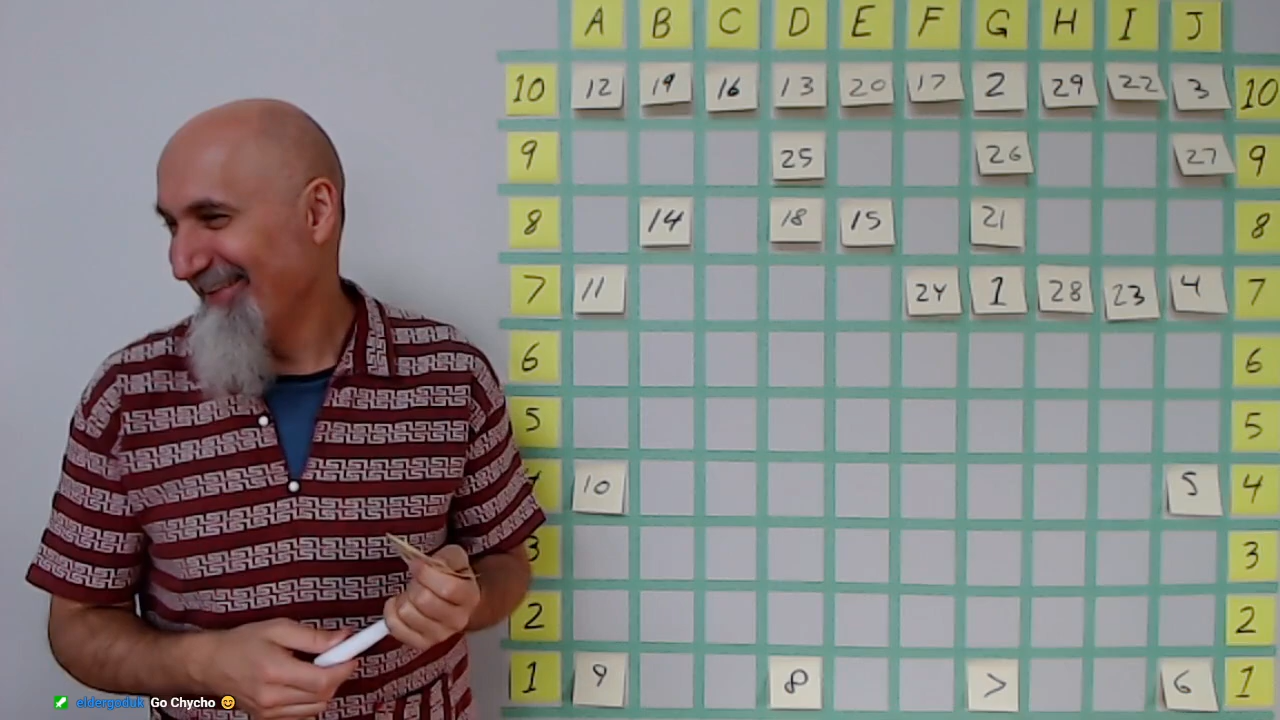 A B C D E F G H I J
10 12 19 16 13 20 17 2 29 22 3 10
9 25 26 27 9
8 14 18 15 21 8
7 11 24 1 28 23 4 7
6 6
5 5
10 5 4
3 3
2 2
1 9 8 7 6 1
eldergoduk Go Chycho 😊